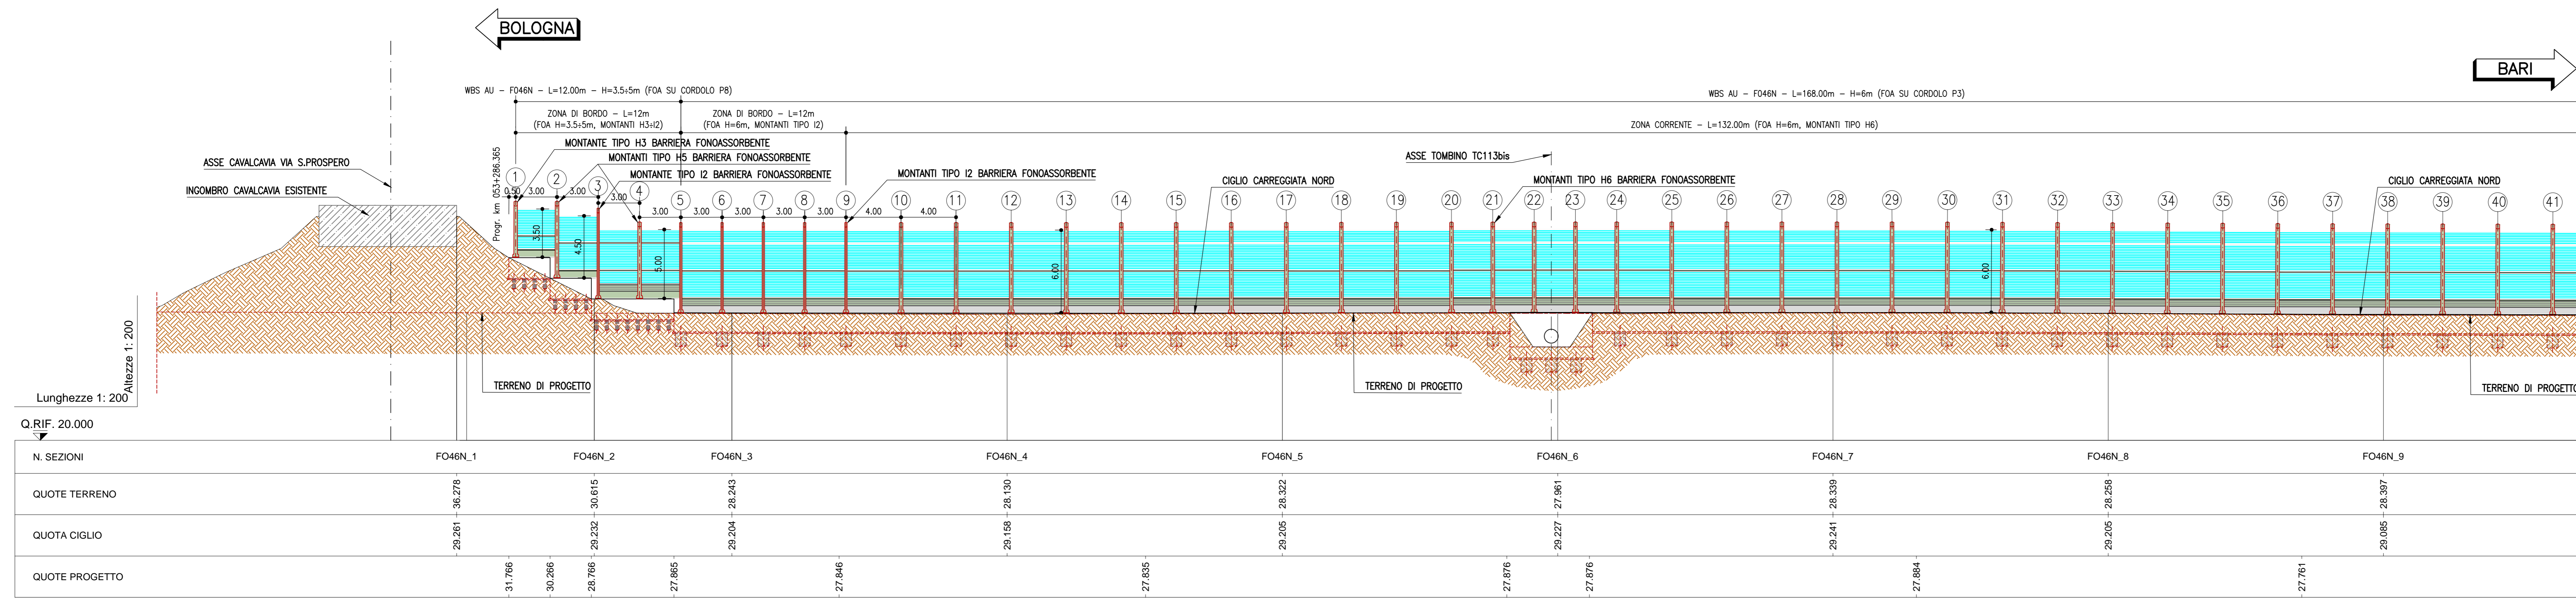 BOLOGNA
BARI
WBS AU - F046N - L=12.00m - H=3.5÷5m (FOA SU CORDOLO P8)
WBS AU - F046N - L=168.00m - H=6m (FOA SU CORDOLO P3)
ZONA DI BORDO - L=12m
(FOA H=3.5÷5m, MONTANTI H3÷I2)
ZONA DI BORDO - L=12m
(FOA H=6m, MONTANTI TIPO I2)
ZONA CORRENTE - L=132.00m (FOA H=6m, MONTANTI TIPO H6)
Progr. km 053+286.365
MONTANTE TIPO H3 BARRIERA FONOASSORBENTE
MONTANTI TIPO H5 BARRIERA FONOASSORBENTE
MONTANTE TIPO I2 BARRIERA FONOASSORBENTE
MONTANTI TIPO I2 BARRIERA FONOASSORBENTE
ASSE CAVALCAVIA VIA S.PROSPERO
INGOMBRO CAVALCAVIA ESISTENTE
ASSE TOMBINO TC113bis
CIGLIO CARREGGIATA NORD
MONTANTI TIPO H6 BARRIERA FONOASSORBENTE
CIGLIO CARREGGIATA NORD
1 2 3 4 5 6 7 8 9 10 11 12 13 14 15 16 17 18 19 20 21 22 23 24 25 26 27 28 29 30 31 32 33 34 35 36 37 38 39 40 41
0.50 3.00 3.00 3.00 3.00 3.00 3.00 3.00 3.00 4.00 4.00
3.50
4.50
5.00
6.00
6.00
TERRENO DI PROGETTO
TERRENO DI PROGETTO
TERRENO DI PROGETTO
Altezze 1: 200
Lunghezze 1: 200
Q.RIF. 20.000
N. SEZIONI FO46N_1 FO46N_2 FO46N_3 FO46N_4 FO46N_5 FO46N_6 FO46N_7 FO46N_8 FO46N_9
QUOTE TERRENO 36.278 30.615 28.243 28.130 28.322 27.961 28.339 28.258 28.397
QUOTA CIGLIO 29.261 29.232 29.204 29.158 29.205 29.227 29.241 29.205 29.085
QUOTE PROGETTO 31.766 30.266 28.766 27.865 27.846 27.835 27.876 27.876 27.884 27.761